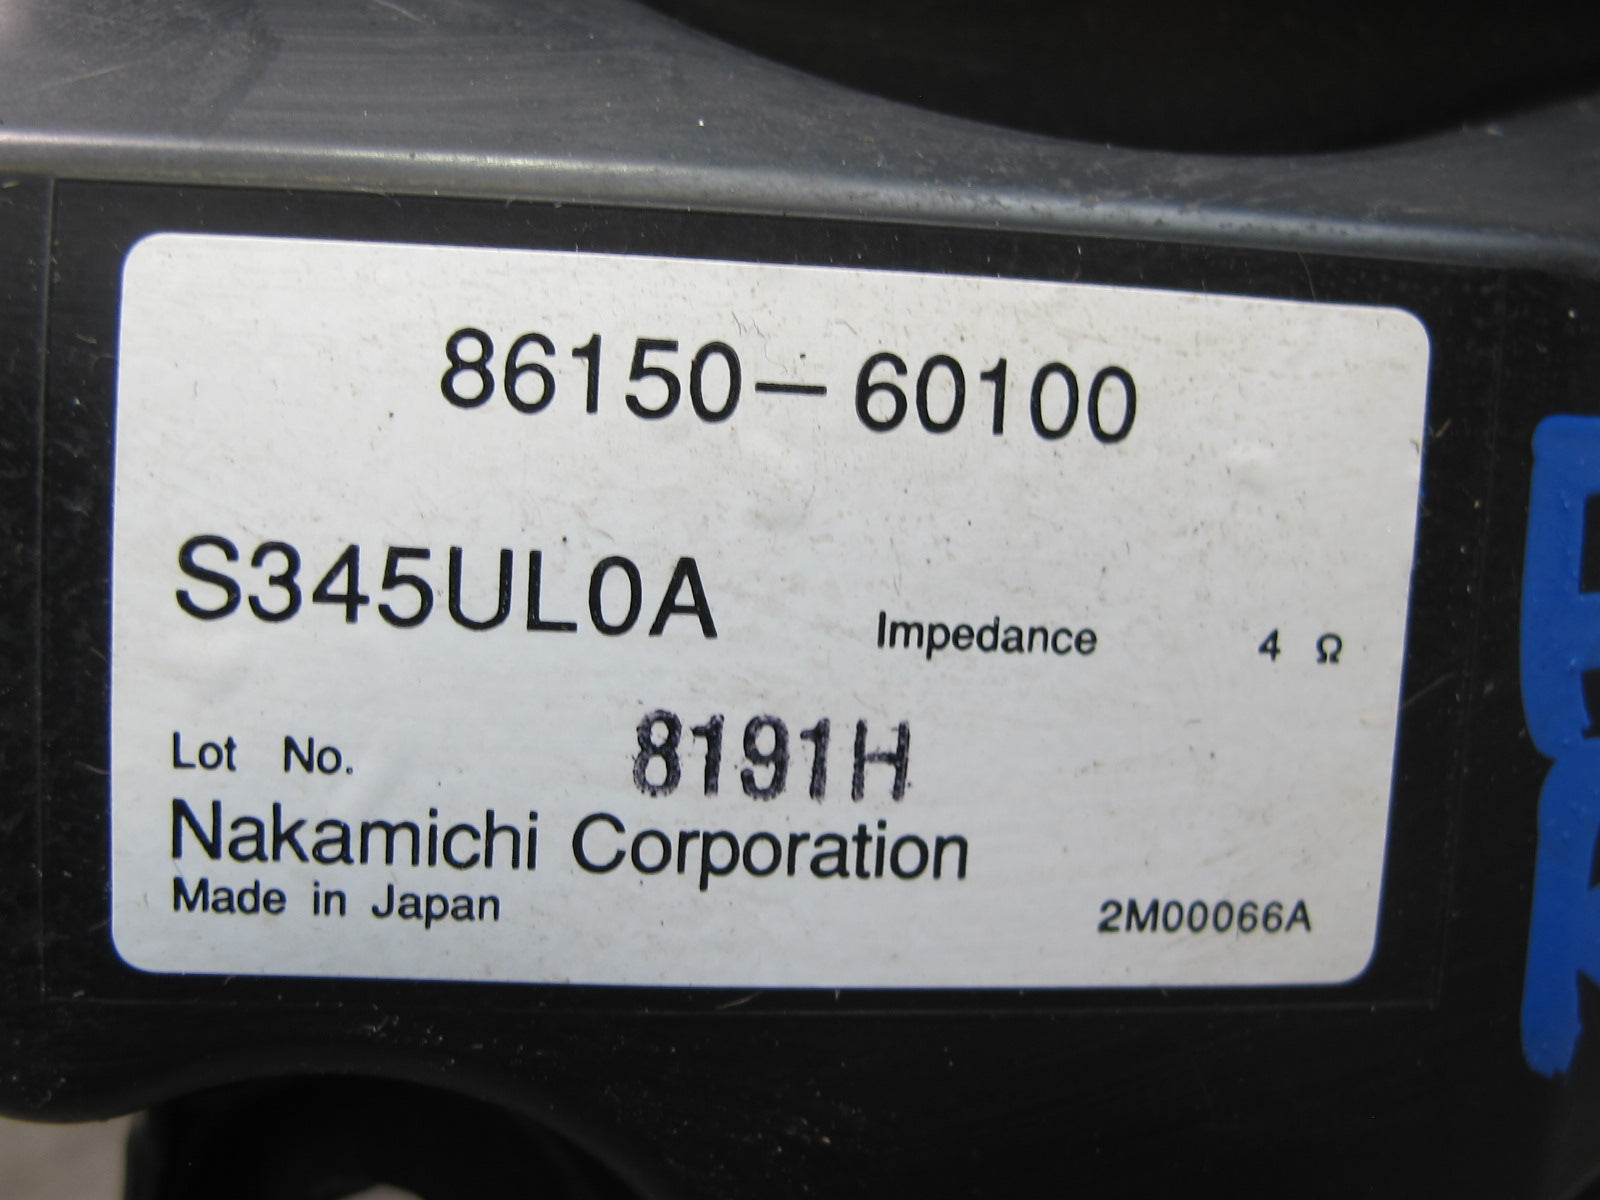 86150-60100
S345UL0A Impedance 4 Ω
Lot No. 8191H
Nakamichi Corporation
Made in Japan 2M00066A